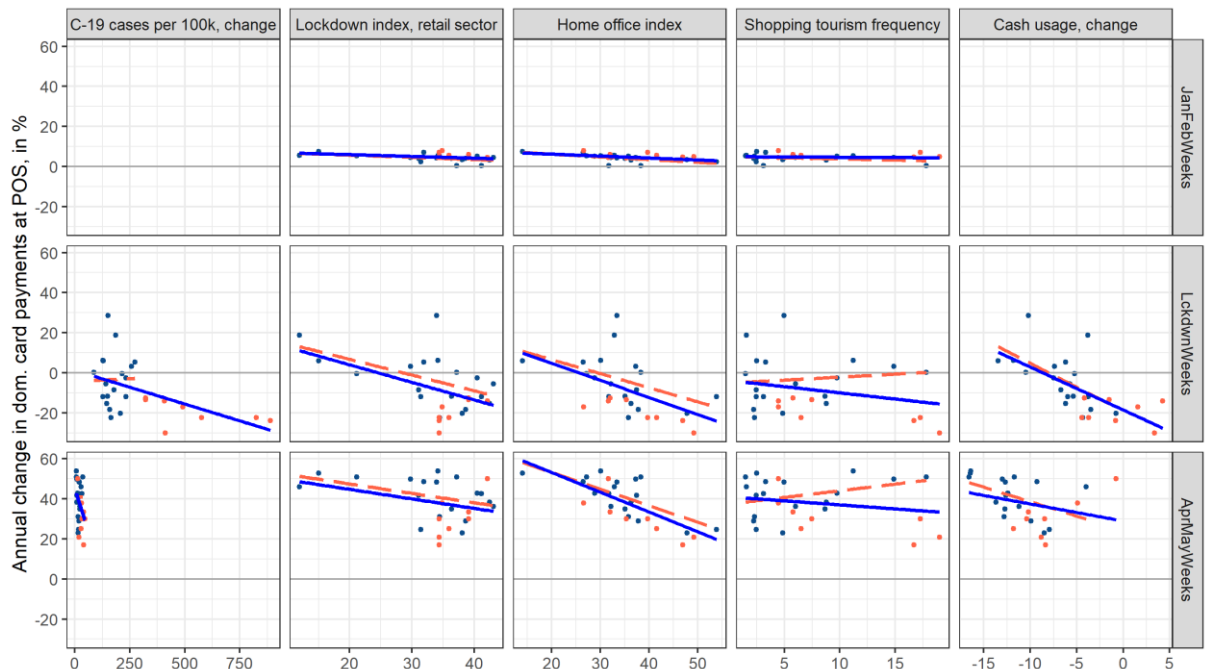 C-19 cases per 100k, change Lockdown index, retail sector Home office index Shopping tourism frequency Cash usage, change
Annual change in dom. card payments at POS, in %
60
40
20
0
-20
JanFebWeeks
60
40
20
0
-20
-40
-60
LckdwnWeeks
60
40
20
0
-20
AprMayWeeks
0 250 500 750 20 30 40 20 30 40 50 5 10 15 -15 -10 -5 0 5